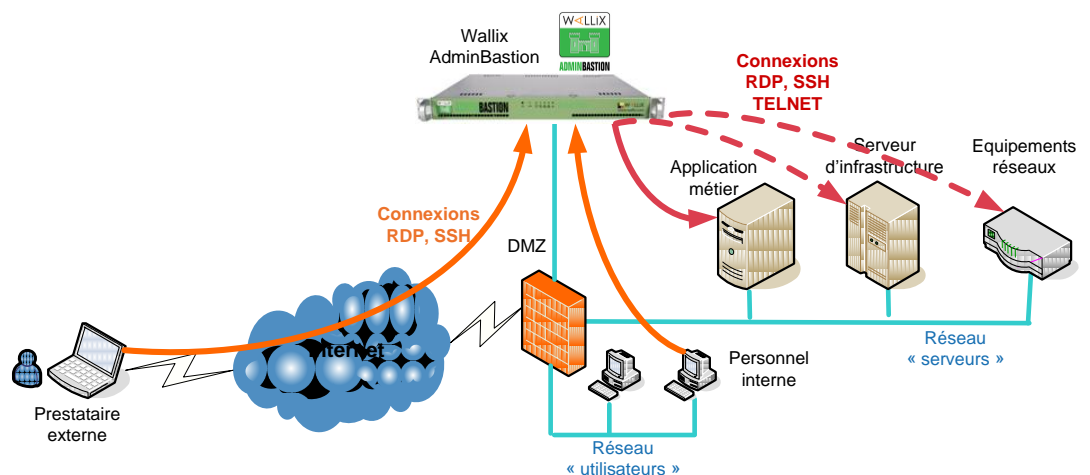 Wallix
AdminBastion
WALLIX
ADMINBASTION
BASTION
WALLIX
Connexions
RDP, SSH
TELNET
Application
métier
Serveur
d'infrastructure
Equipements
réseaux
Connexions
RDP, SSH
DMZ
Internet
Prestataire
externe
Personnel
interne
Réseau
« serveurs »
Réseau
« utilisateurs »